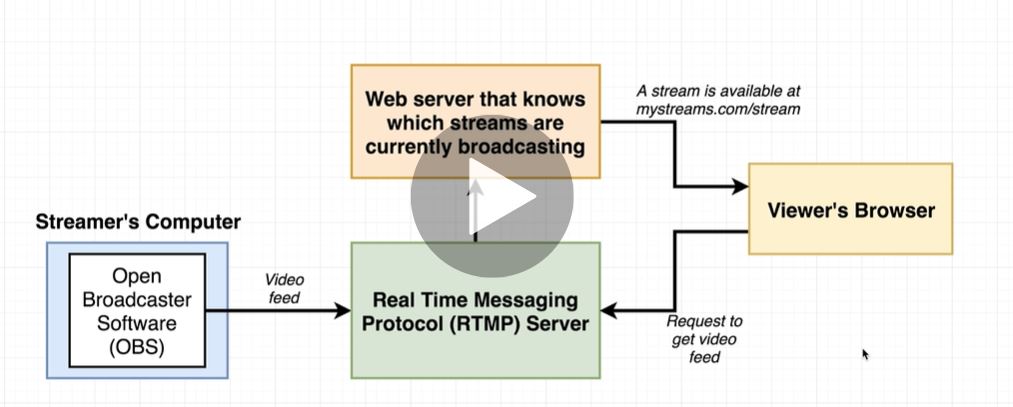 Web server that knows
which streams are
currently broadcasting
A stream is available at
mystreams.com/stream
Viewer's Browser
Streamer's Computer
Open
Broadcaster
Software
(OBS)
Video
feed
Real Time Messaging
Protocol (RTMP) Server
Request to
get video
feed